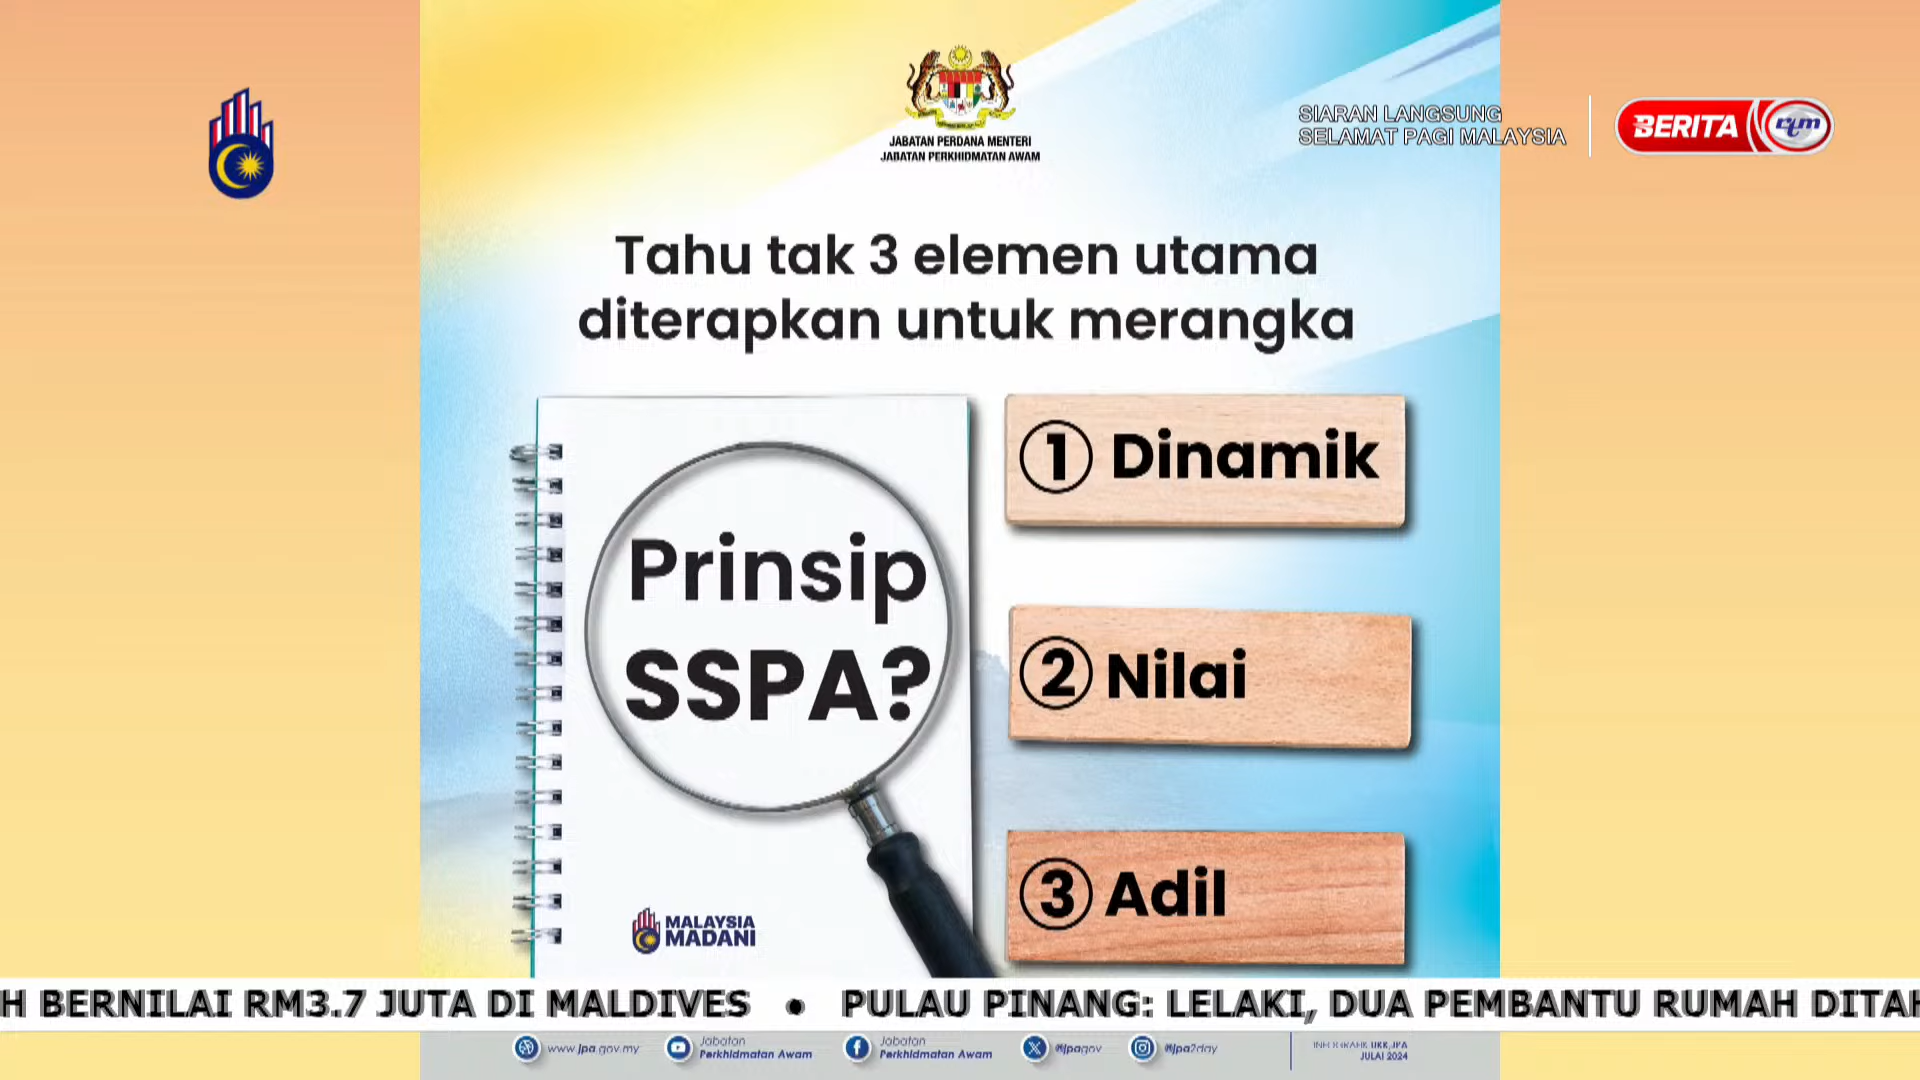 JABATAN PERDANA MENTERI
JABATAN PERKHIDMATAN AWAM
SIARAN LANGSUNG
SELAMAT PAGI MALAYSIA
BERITA rtm
Tahu tak 3 elemen utama
diterapkan untuk merangka
Prinsip
SSPA?
1 Dinamik
2 Nilai
3 Adil
MALAYSIA
MADANI
H BERNILAI RM3.7 JUTA DI MALDIVES • PULAU PINANG: LELAKI, DUA PEMBANTU RUMAH DITAH
www.jpa.gov.my
Jabatan
Perkhidmatan Awam
Jabatan
Perkhidmatan Awam
@jpagov
@jpa2day
UKK,JPA
JULAI 2024